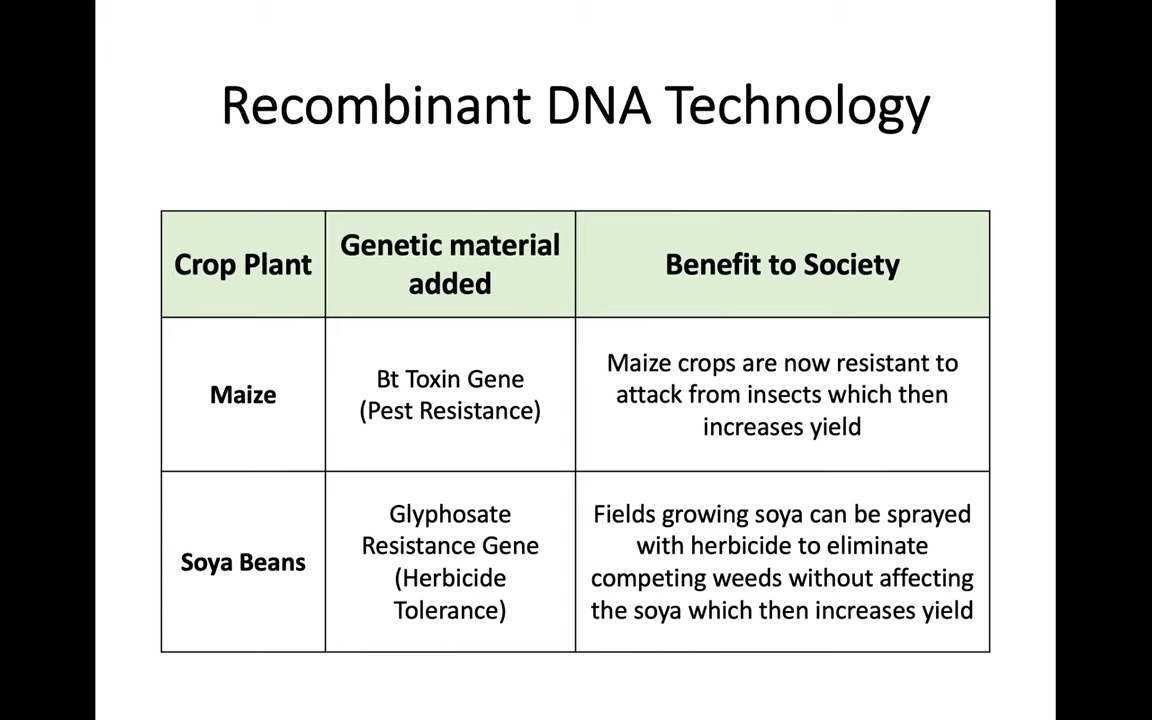 Recombinant DNA Technology
Crop Plant
Genetic material
added
Benefit to Society
Maize
Bt Toxin Gene
(Pest Resistance)
Maize crops are now resistant to
attack from insects which then
increases yield
Soya Beans
Glyphosate
Resistance Gene
(Herbicide
Tolerance)
Fields growing soya can be sprayed
with herbicide to eliminate
competing weeds without affecting
the soya which then increases yield